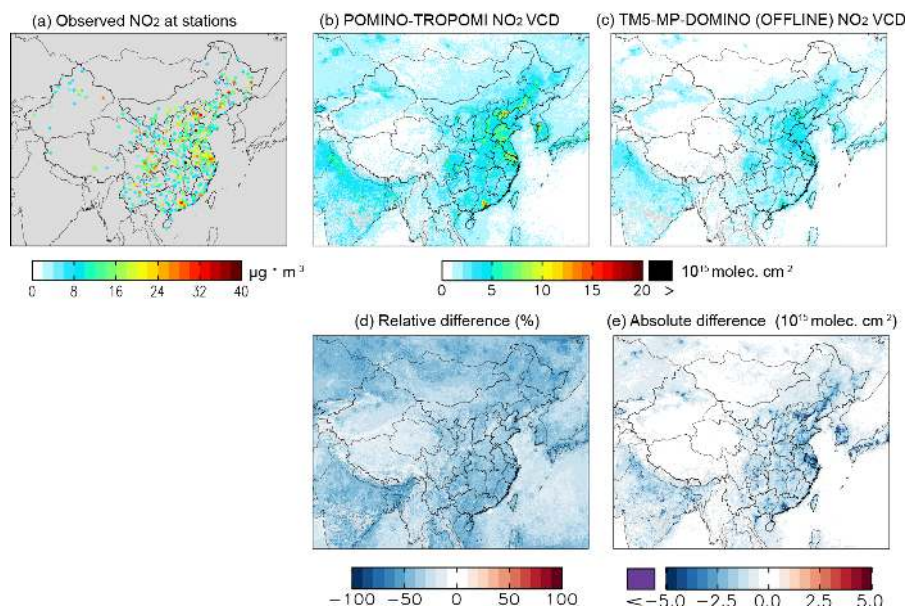 (a) Observed NO₂ at stations
(b) POMINO-TROPOMI NO₂ VCD
(c) TM5-MP-DOMINO (OFFLINE) NO₂ VCD
0 8 16 24 32 40
µg * m⁻³
0 5 10 15 20 >
10¹⁵ molec. cm⁻²
(d) Relative difference (%)
(e) Absolute difference (10¹⁵ molec. cm⁻²)
-100 -50 0 50 100
<-5.0 -2.5 0.0 2.5 5.0